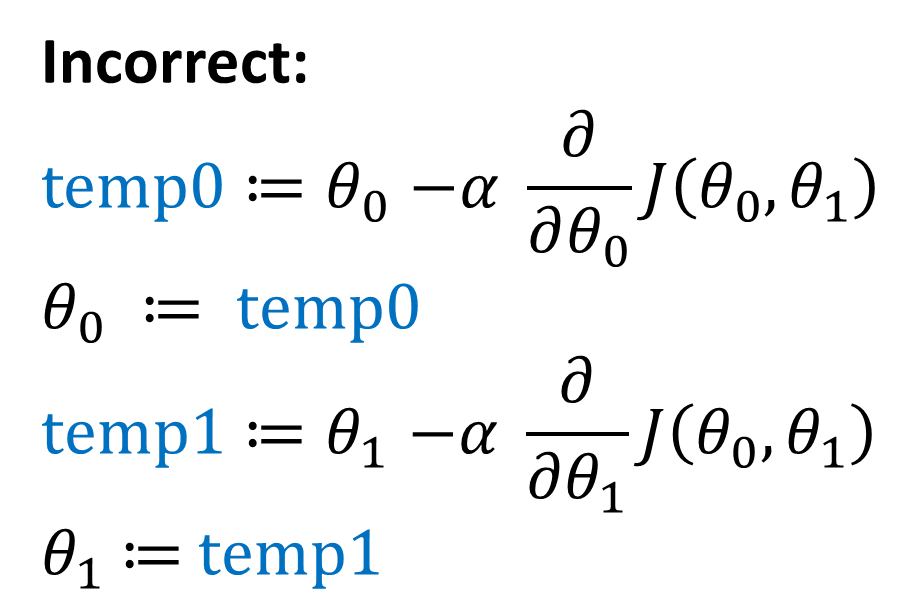 Incorrect:
temp0 ≔ θ₀ −α ∂/∂θ₀ J(θ₀, θ₁)
θ₀ ≔ temp0
temp1 ≔ θ₁ −α ∂/∂θ₁ J(θ₀, θ₁)
θ₁ ≔ temp1